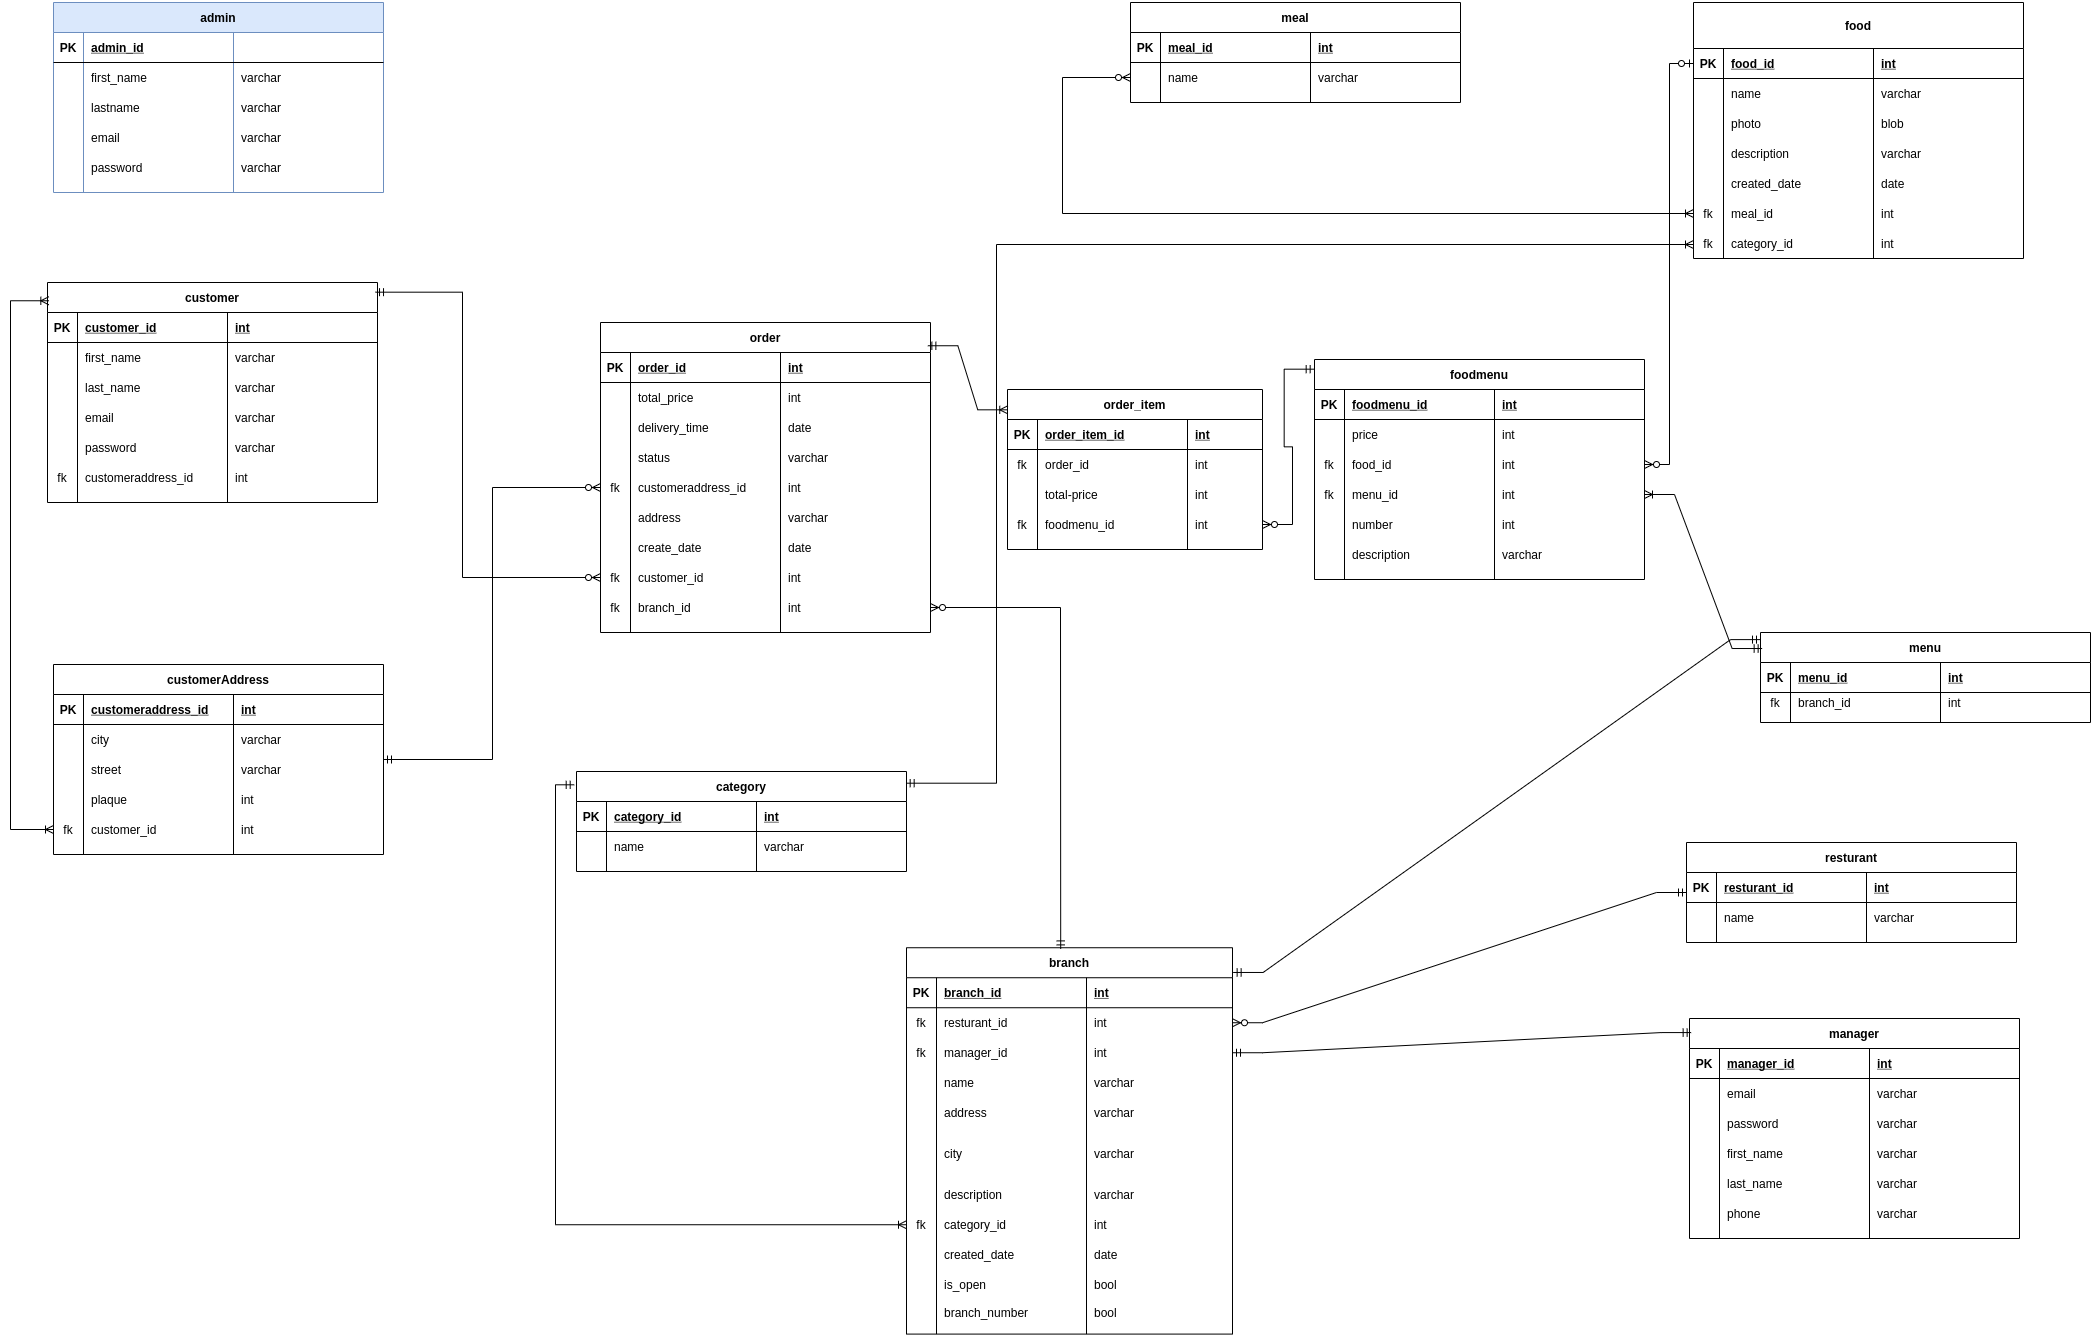 admin
PK admin_id
first_name varchar
lastname varchar
email varchar
password varchar
meal
PK meal_id int
name varchar
food
PK food_id int
name varchar
photo blob
description varchar
created_date date
fk meal_id int
fk category_id int
customer
PK customer_id int
first_name varchar
last_name varchar
email varchar
password varchar
fk customeraddress_id int
order
PK order_id int
total_price int
delivery_time date
status varchar
fk customeraddress_id int
address varchar
create_date date
fk customer_id int
fk branch_id int
order_item
PK order_item_id int
fk order_id int
total-price int
fk foodmenu_id int
foodmenu
PK foodmenu_id int
price int
fk food_id int
fk menu_id int
number int
description varchar
menu
PK menu_id int
fk branch_id int
customerAddress
PK customeraddress_id int
city varchar
street varchar
plaque int
fk customer_id int
category
PK category_id int
name varchar
resturant
PK resturant_id int
name varchar
branch
PK branch_id int
fk resturant_id int
fk manager_id int
name varchar
address varchar
city varchar
description varchar
fk category_id int
created_date date
is_open bool
branch_number bool
manager
PK manager_id int
email varchar
password varchar
first_name varchar
last_name varchar
phone varchar